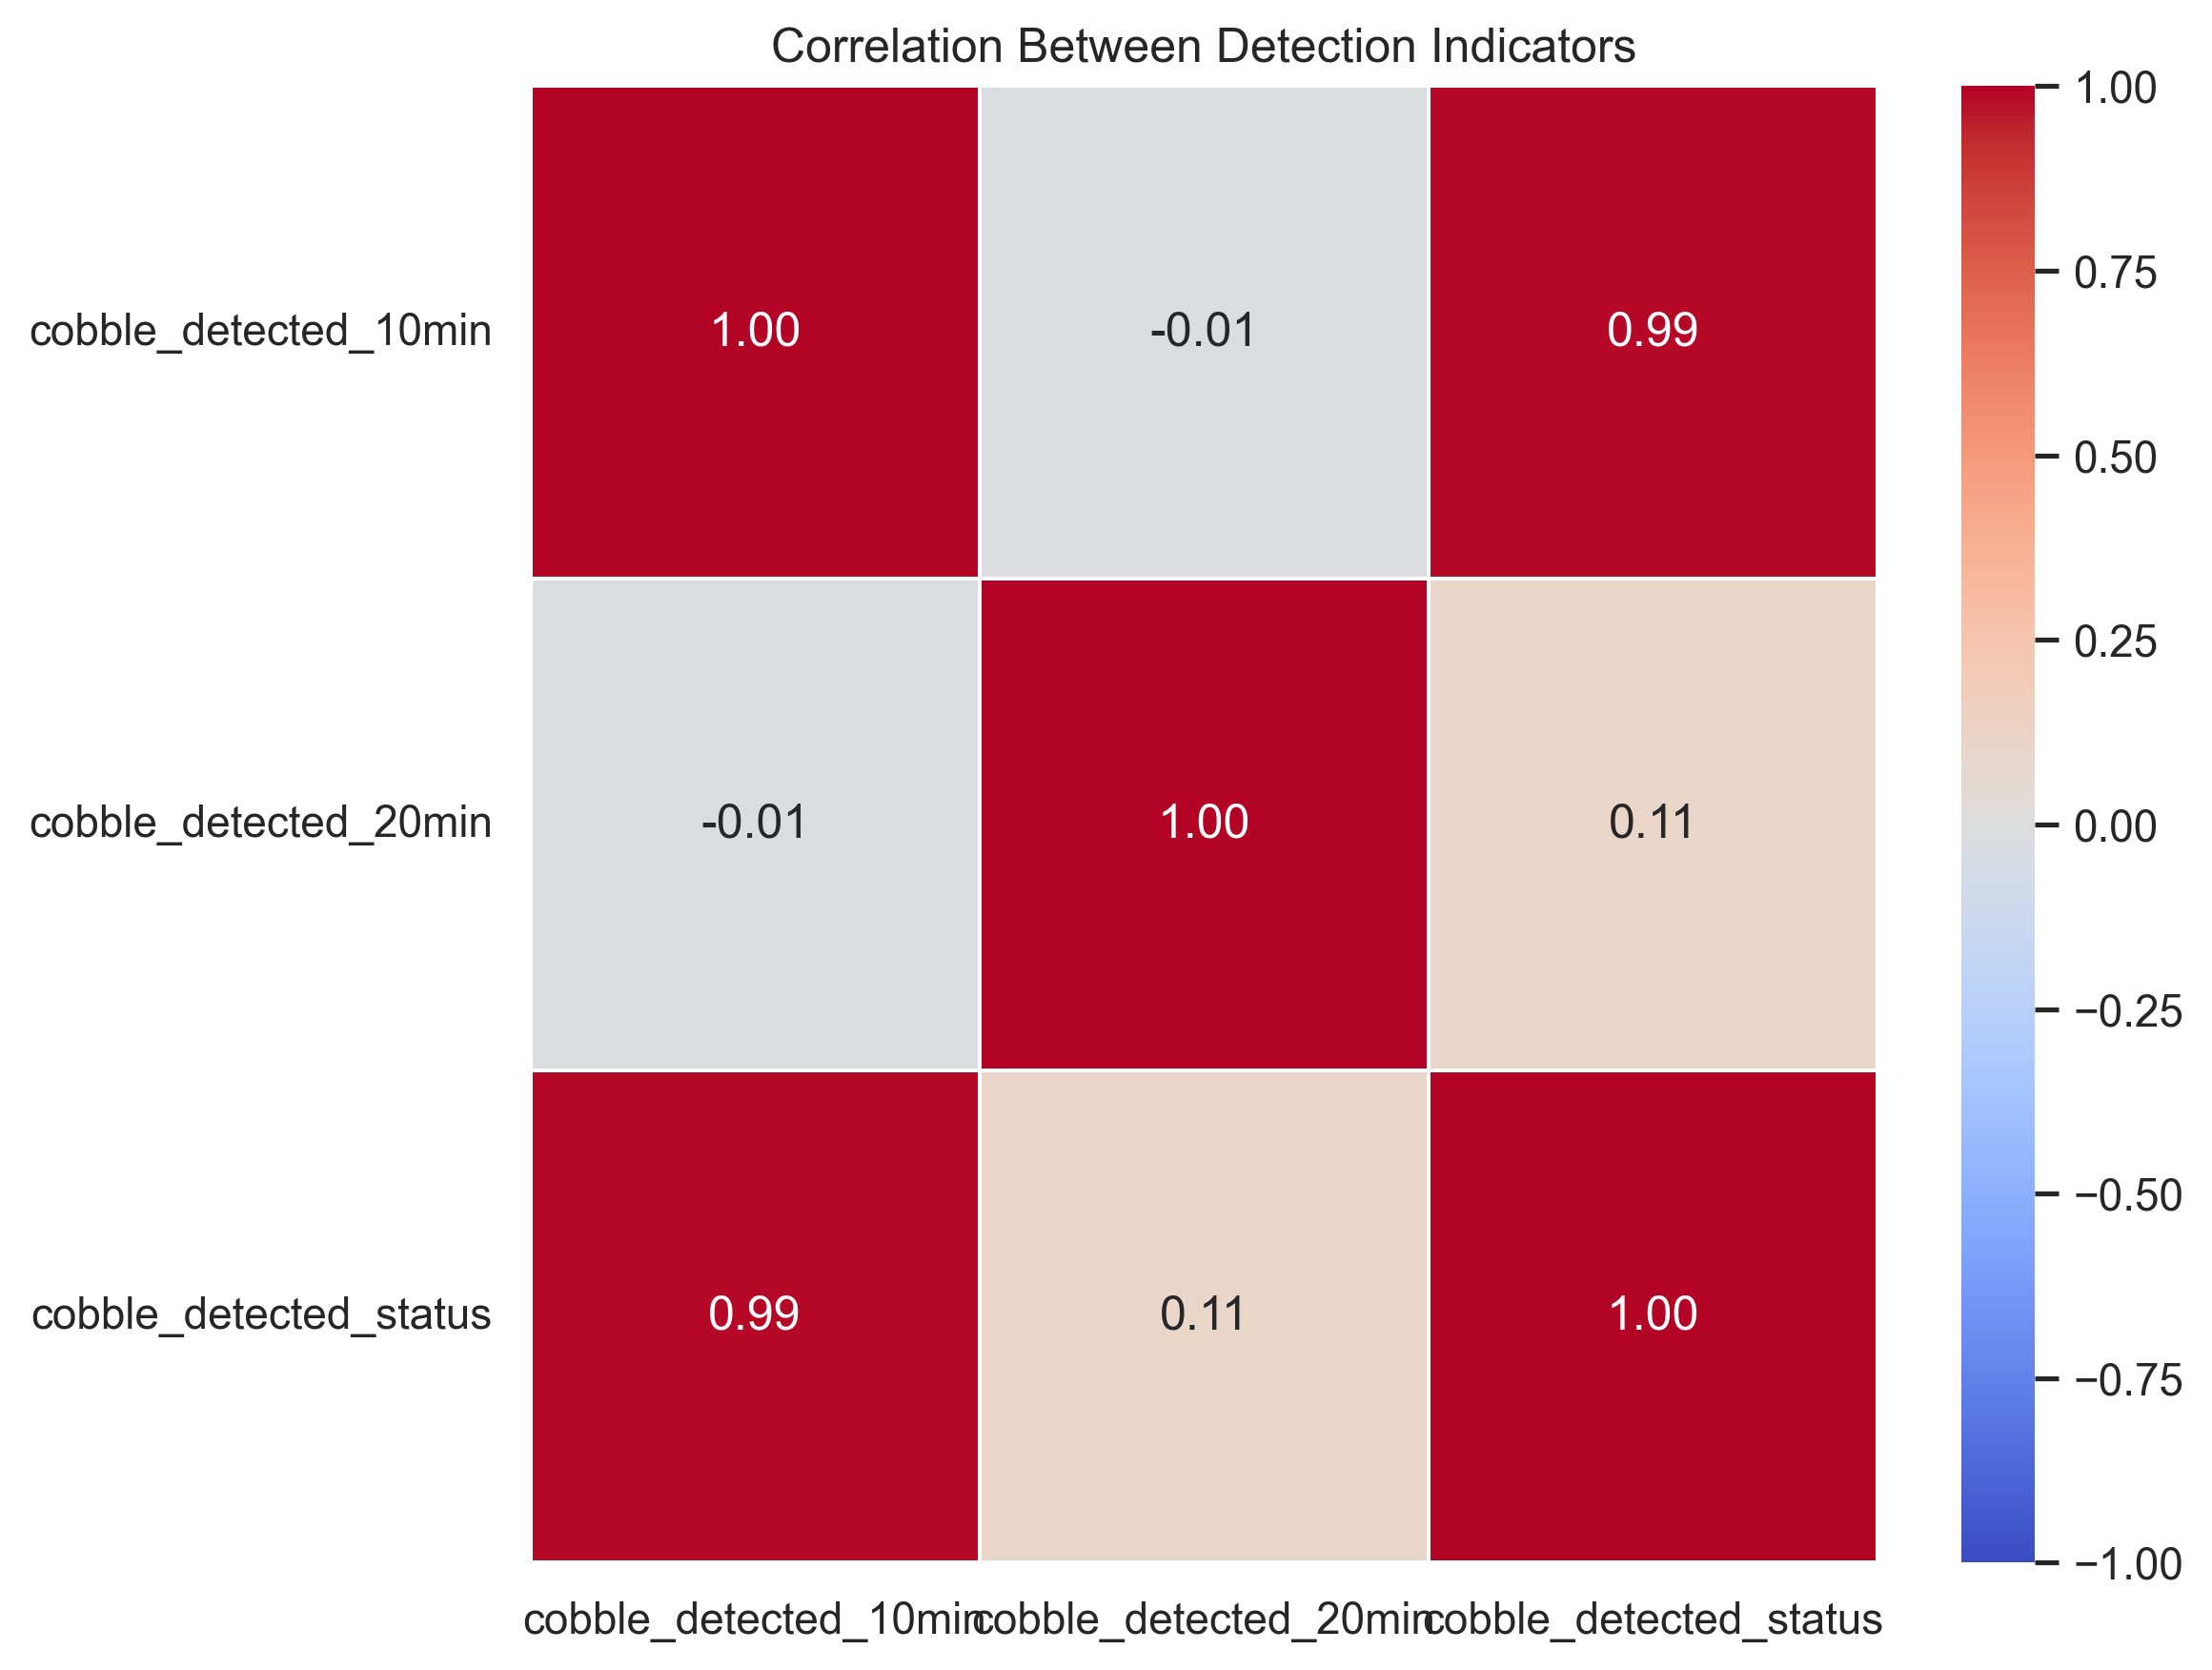 Correlation Between Detection Indicators
1.00
cobble_detected_10min
1.00
-0.01
0.99
0.75
0.50
0.25
cobble_detected_20min
-0.01
1.00
0.11
0.00
−0.25
−0.50
cobble_detected_status
0.99
0.11
1.00
−0.75
−1.00
cobble_detected_10min
cobble_detected_20min
cobble_detected_status